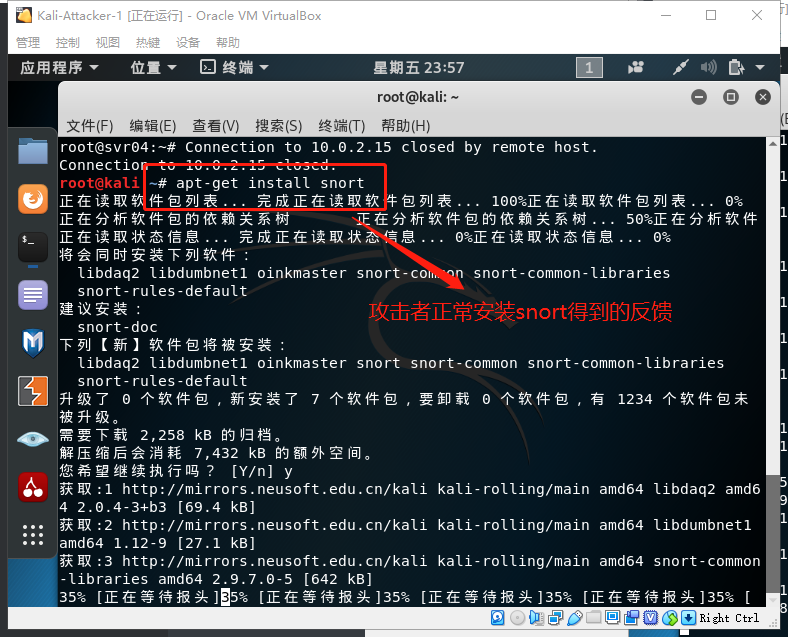 Kali-Attacker-1 [正在运行] - Oracle VM VirtualBox
管理 控制 视图 热键 设备 帮助
应用程序 位置 终端 星期五 23:57 1
root@kali: ~
文件(F) 编辑(E) 查看(V) 搜索(S) 终端(T) 帮助(H)
root@svr04:~# Connection to 10.0.2.15 closed by remote host.
Connection to 10.0.2.15 closed.
root@kali:~# apt-get install snort
正在读取软件包列表... 完成正在读取软件包列表... 100%正在读取软件包列表... 0%
正在分析软件包的依赖关系树 正在分析软件包的依赖关系树... 50%正在分析软件
正在读取状态信息... 完成正在读取状态信息... 0%正在读取状态信息... 0%
将会同时安装下列软件：
libdaq2 libdumbnet1 oinkmaster snort-common snort-common-libraries
snort-rules-default
建议安装：
snort-doc
攻击者正常安装snort得到的反馈
下列【新】软件包将被安装：
libdaq2 libdumbnet1 oinkmaster snort snort-common snort-common-libraries
snort-rules-default
升级了 0 个软件包，新安装了 7 个软件包，要卸载 0 个软件包，有 1234 个软件包未
被升级。
需要下载 2,258 kB 的归档。
解压缩后会消耗 7,432 kB 的额外空间。
您希望继续执行吗？ [Y/n] y
获取:1 http://mirrors.neusoft.edu.cn/kali kali-rolling/main amd64 libdaq2 amd6
4 2.0.4-3+b3 [69.4 kB]
获取:2 http://mirrors.neusoft.edu.cn/kali kali-rolling/main amd64 libdumbnet1
amd64 1.12-9 [27.1 kB]
获取:3 http://mirrors.neusoft.edu.cn/kali kali-rolling/main amd64 snort-common
-libraries amd64 2.9.7.0-5 [642 kB]
35% [正在等待报头]35% [正在等待报头]35% [正在等待报头]35% [正在等待报头]35% [
Right Ctrl